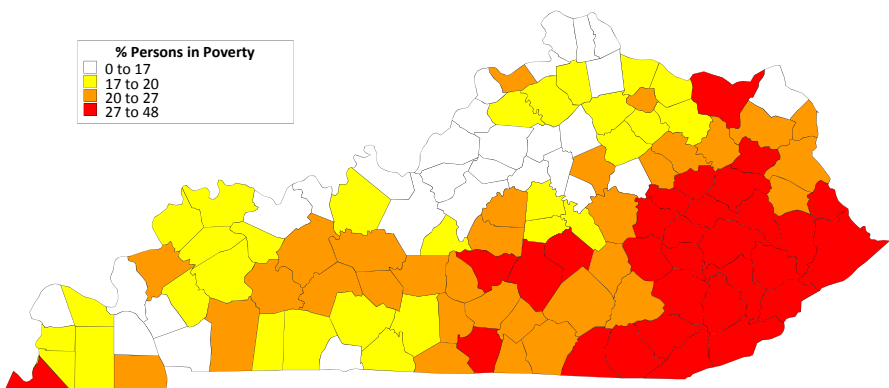 % Persons in Poverty
0 to 17
17 to 20
20 to 27
27 to 48